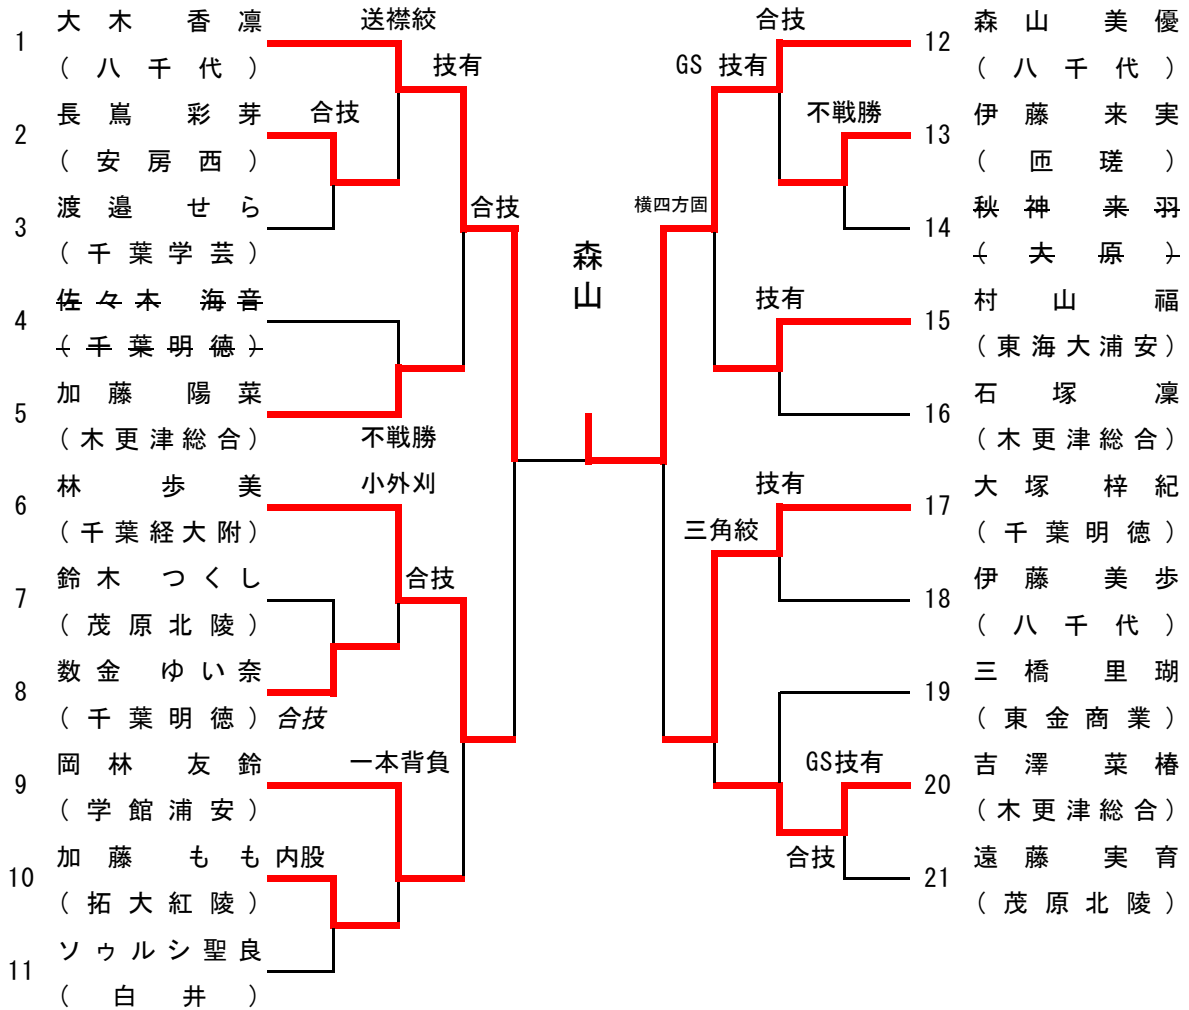 大木 香凛
送襟絞
1
(八千代)
技有
長嶌 彩芽
合技
2
(安房西)
渡邉 せら
合技
3
(千葉学芸)
佐々木 海音
4
(千葉明徳)
加藤 陽菜
5
(木更津総合)
不戦勝
林 歩美
小外刈
6
(千葉経大附)
鈴木 つくし
合技
7
(茂原北陵)
数金 ゆい奈
8
(千葉明徳)
合技
岡林 友鈴
一本背負
9
(学館浦安)
加藤 もも
内股
10
(拓大紅陵)
ソゥルシ聖良
11
(白井)
森山
合技
森山 美優
12
GS 技有
(八千代)
不戦勝
伊藤 来実
13
(匝瑳)
横四方固
秋神 来羽
14
(大原)
技有
村山 福
15
(東海大浦安)
石塚 凜
16
(木更津総合)
技有
大塚 梓紀
17
三角絞
(千葉明徳)
伊藤 美歩
18
(八千代)
三橋 里瑚
19
(東金商業)
GS技有
吉澤 菜椿
20
(木更津総合)
合技
遠藤 実育
21
(茂原北陵)